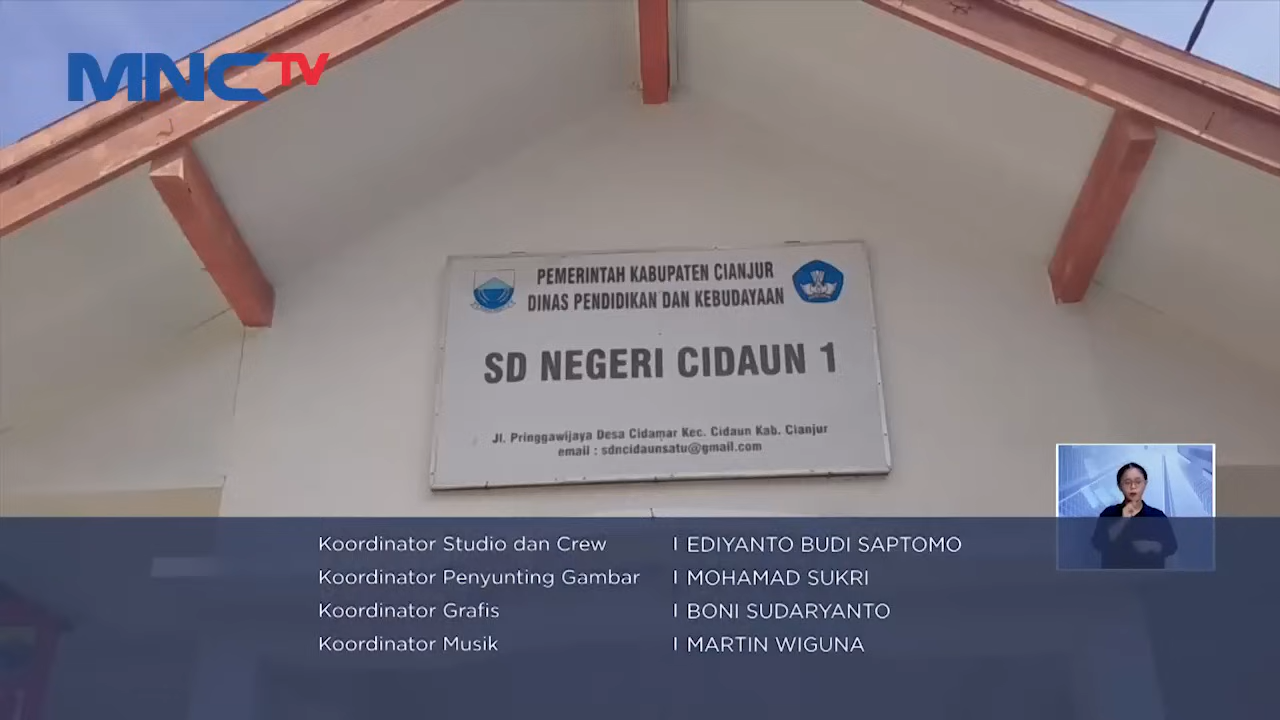 MNCTV
PEMERINTAH KABUPATEN CIANJUR
DINAS PENDIDIKAN DAN KEBUDAYAAN
SD NEGERI CIDAUN 1
Jl. Pringgawijaya Desa Cidamar Kec. Cidaun Kab. Cianjur
email : sdncidaunsatu@gmail.com
Koordinator Studio dan Crew | EDIYANTO BUDI SAPTOMO
Koordinator Penyunting Gambar | MOHAMAD SUKRI
Koordinator Grafis | BONI SUDARYANTO
Koordinator Musik | MARTIN WIGUNA